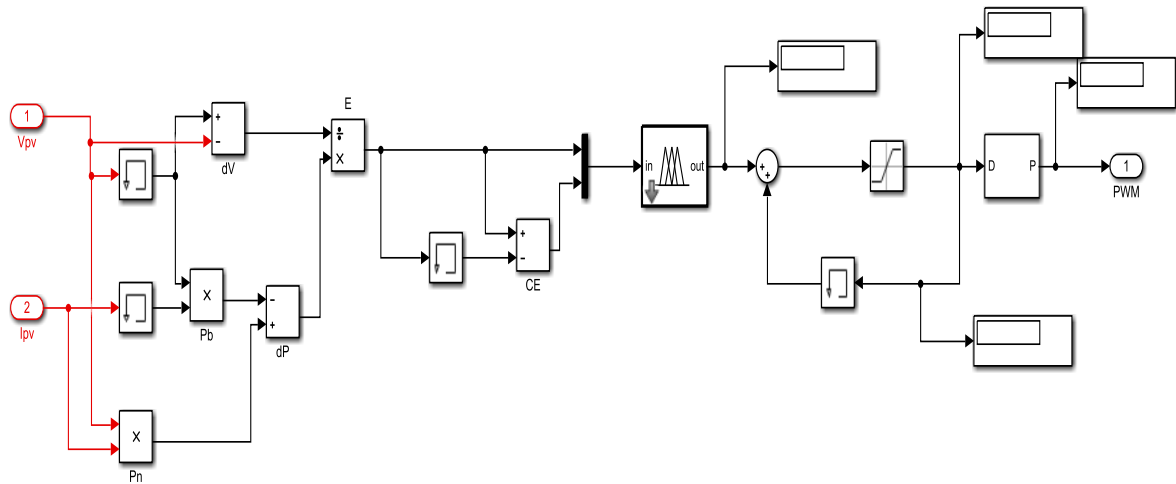 1
Vpv
+
-
dV
E
÷
×
in
out
+
+
D
P
1
PWM
+
-
CE
2
Ipv
×
Pb
-
+
dP
×
Pn